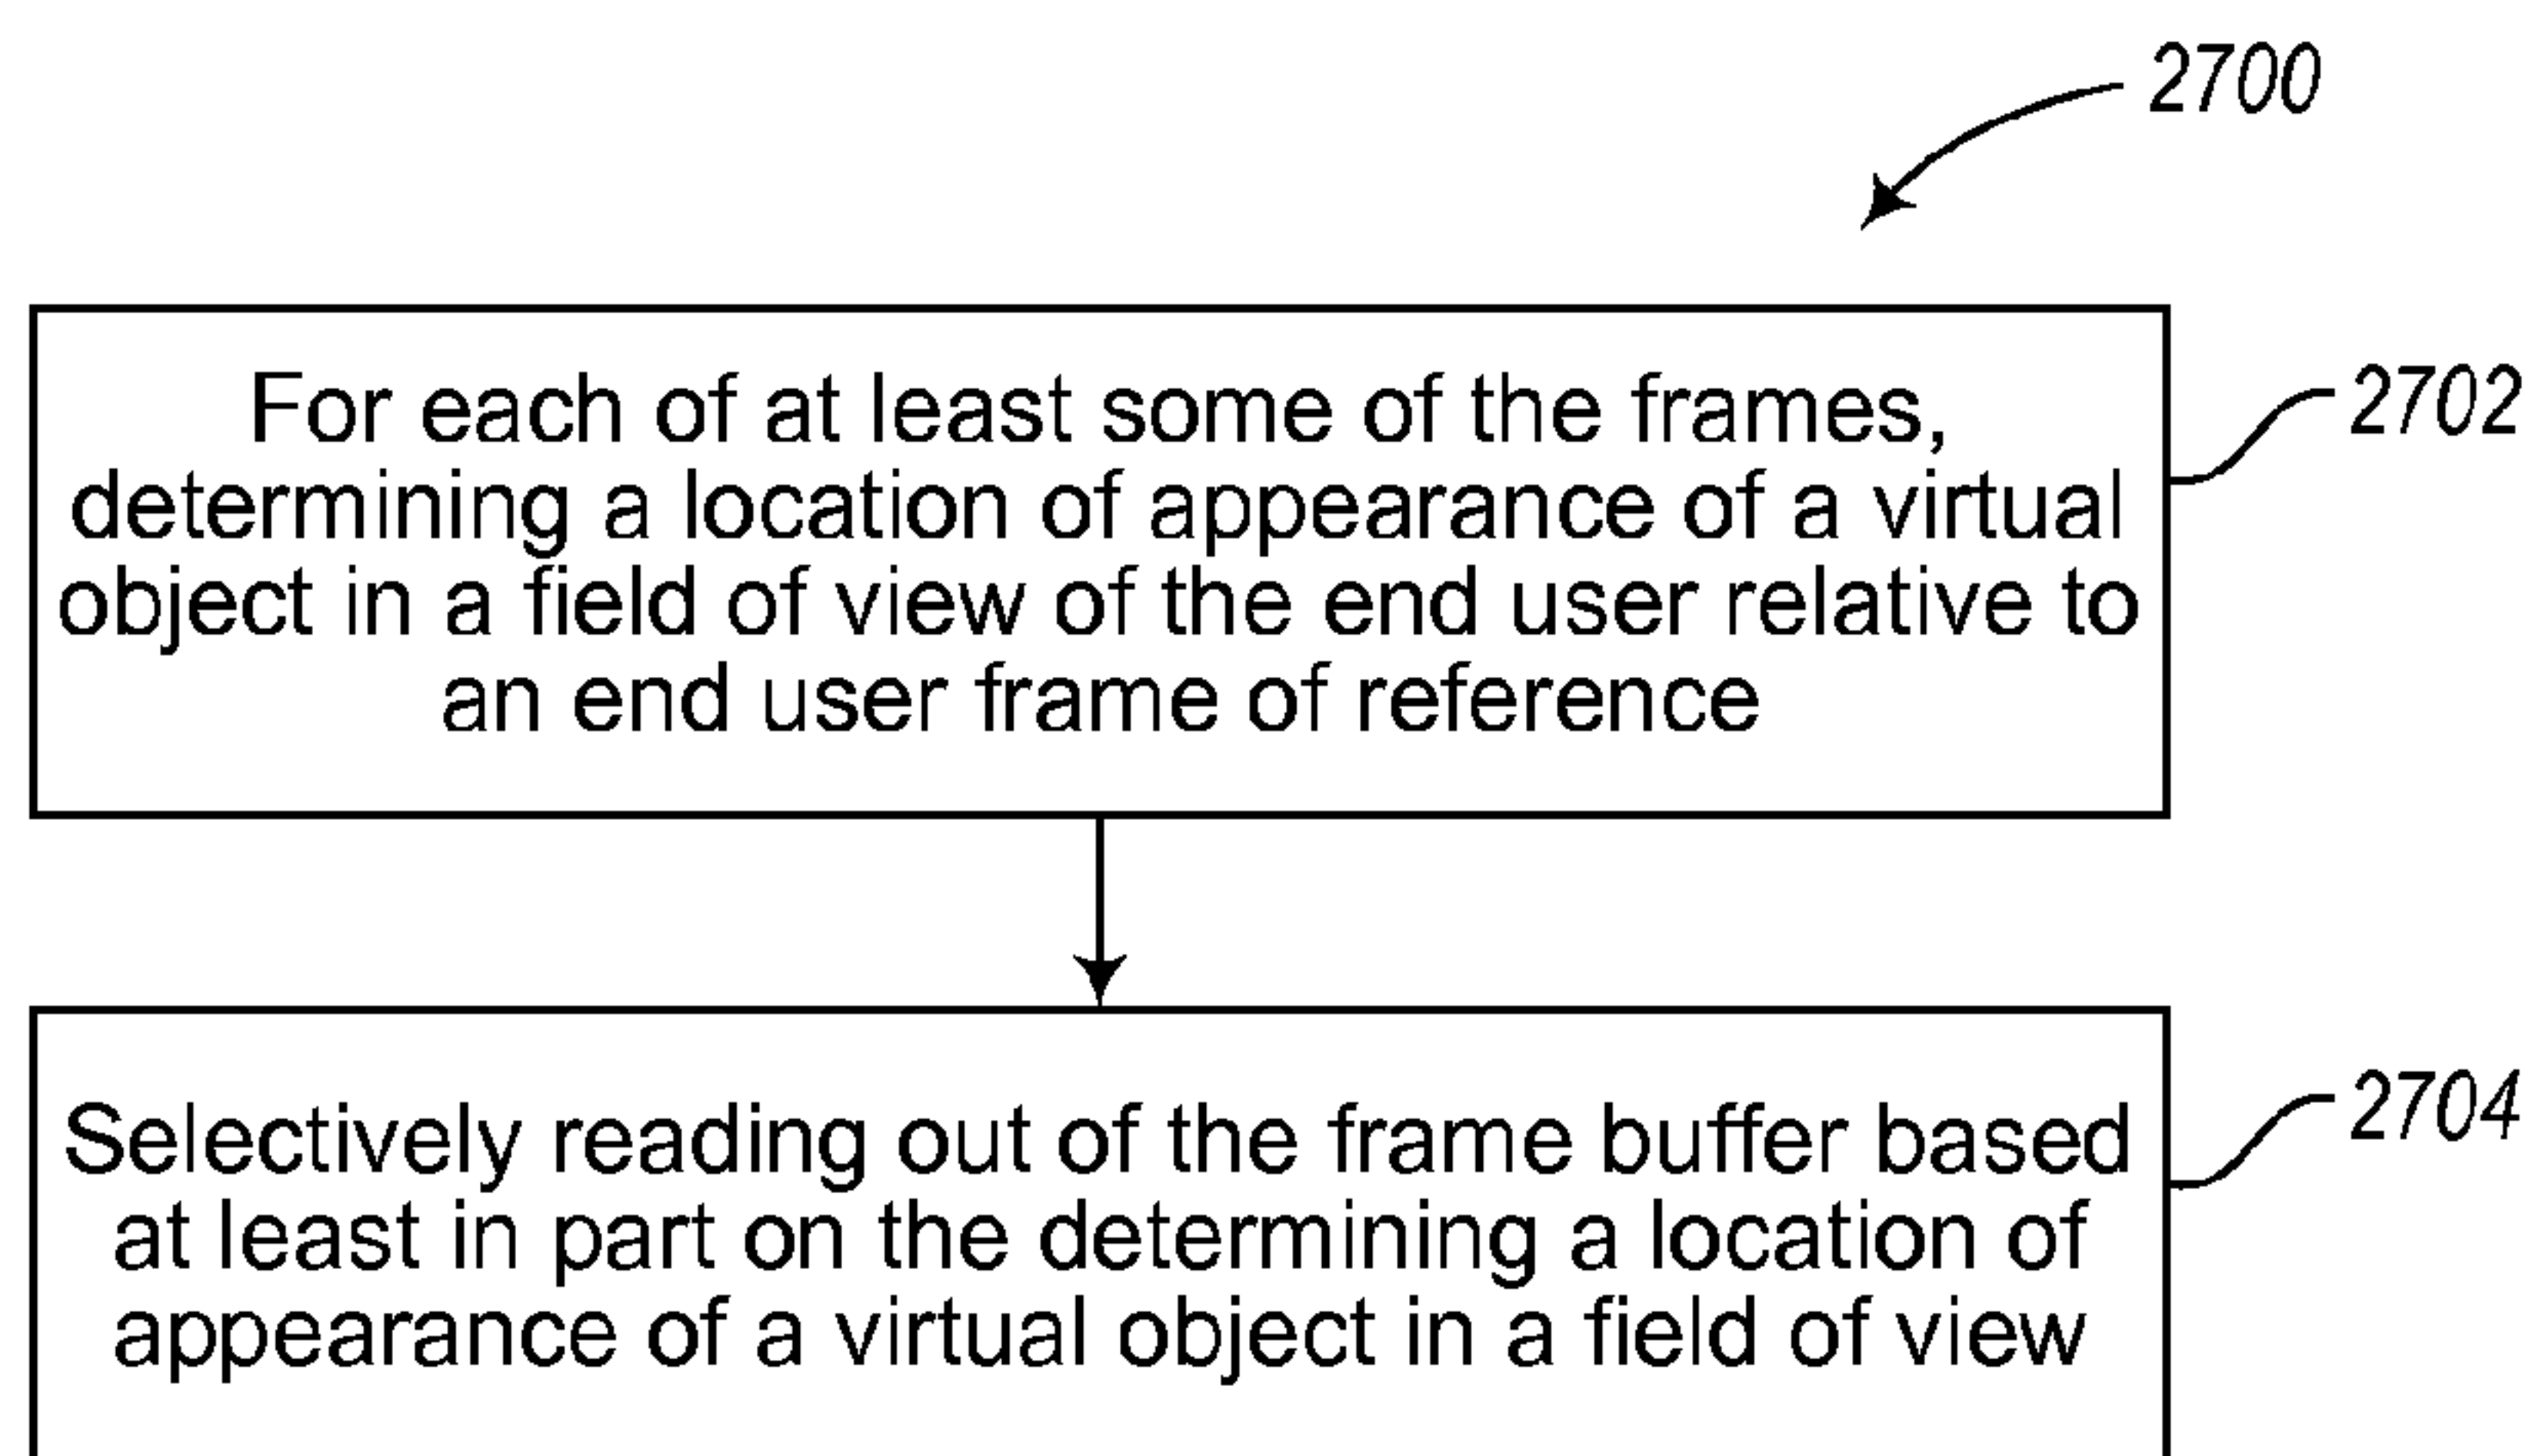 2700
For each of at least some of the frames,
determining a location of appearance of a virtual
object in a field of view of the end user relative to
an end user frame of reference
2702
Selectively reading out of the frame buffer based
at least in part on the determining a location of
appearance of a virtual object in a field of view
2704